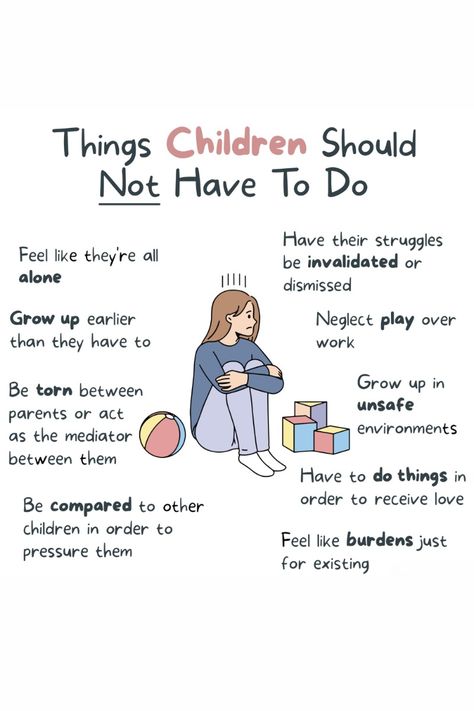 Things Children Should
Not Have To Do
Feel like they're all
alone
Grow up earlier
than they have to
Be torn between
parents or act
as the mediator
between them
Be compared to other
children in order to
pressure them
Have their struggles
be invalidated or
dismissed
Neglect play over
work
Grow up in
unsafe
environments
Have to do things in
order to receive love
Feel like burdens just
for existing